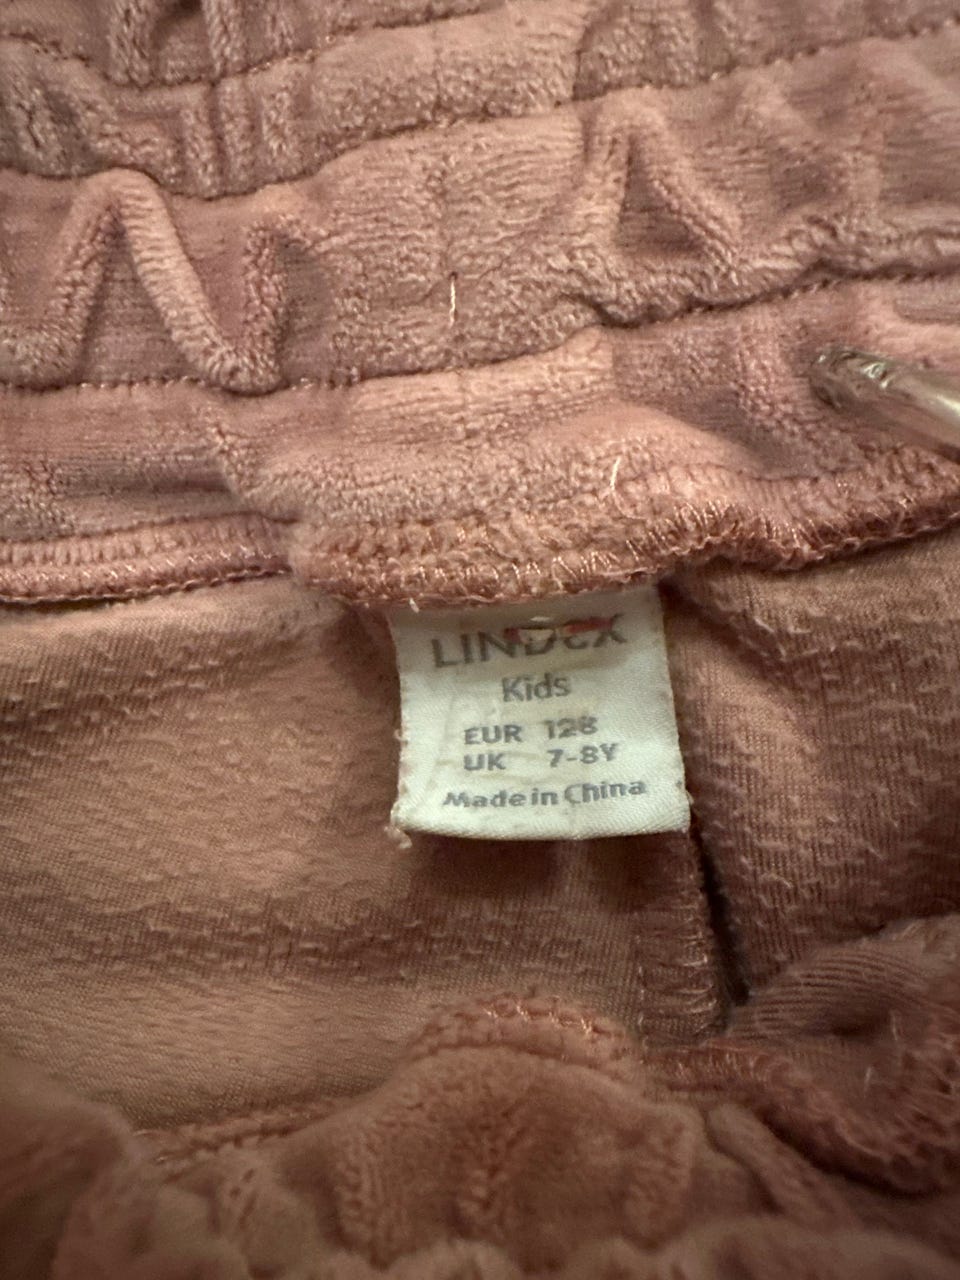 LINDEX
Kids
EUR 128
UK 7-8Y
Made in China